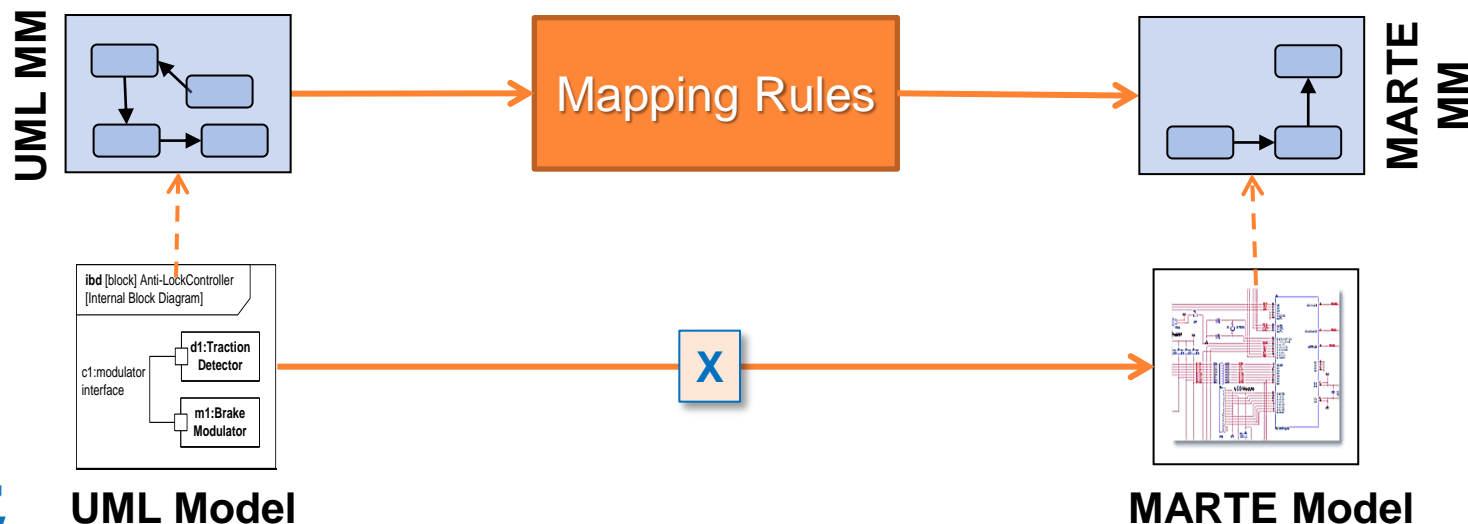 UML MM
Mapping Rules
MARTE
MM
ibd [block] Anti-LockController
[Internal Block Diagram]
d1:Traction
Detector
c1:modulator
interface
m1:Brake
Modulator
X
UML Model
MARTE Model